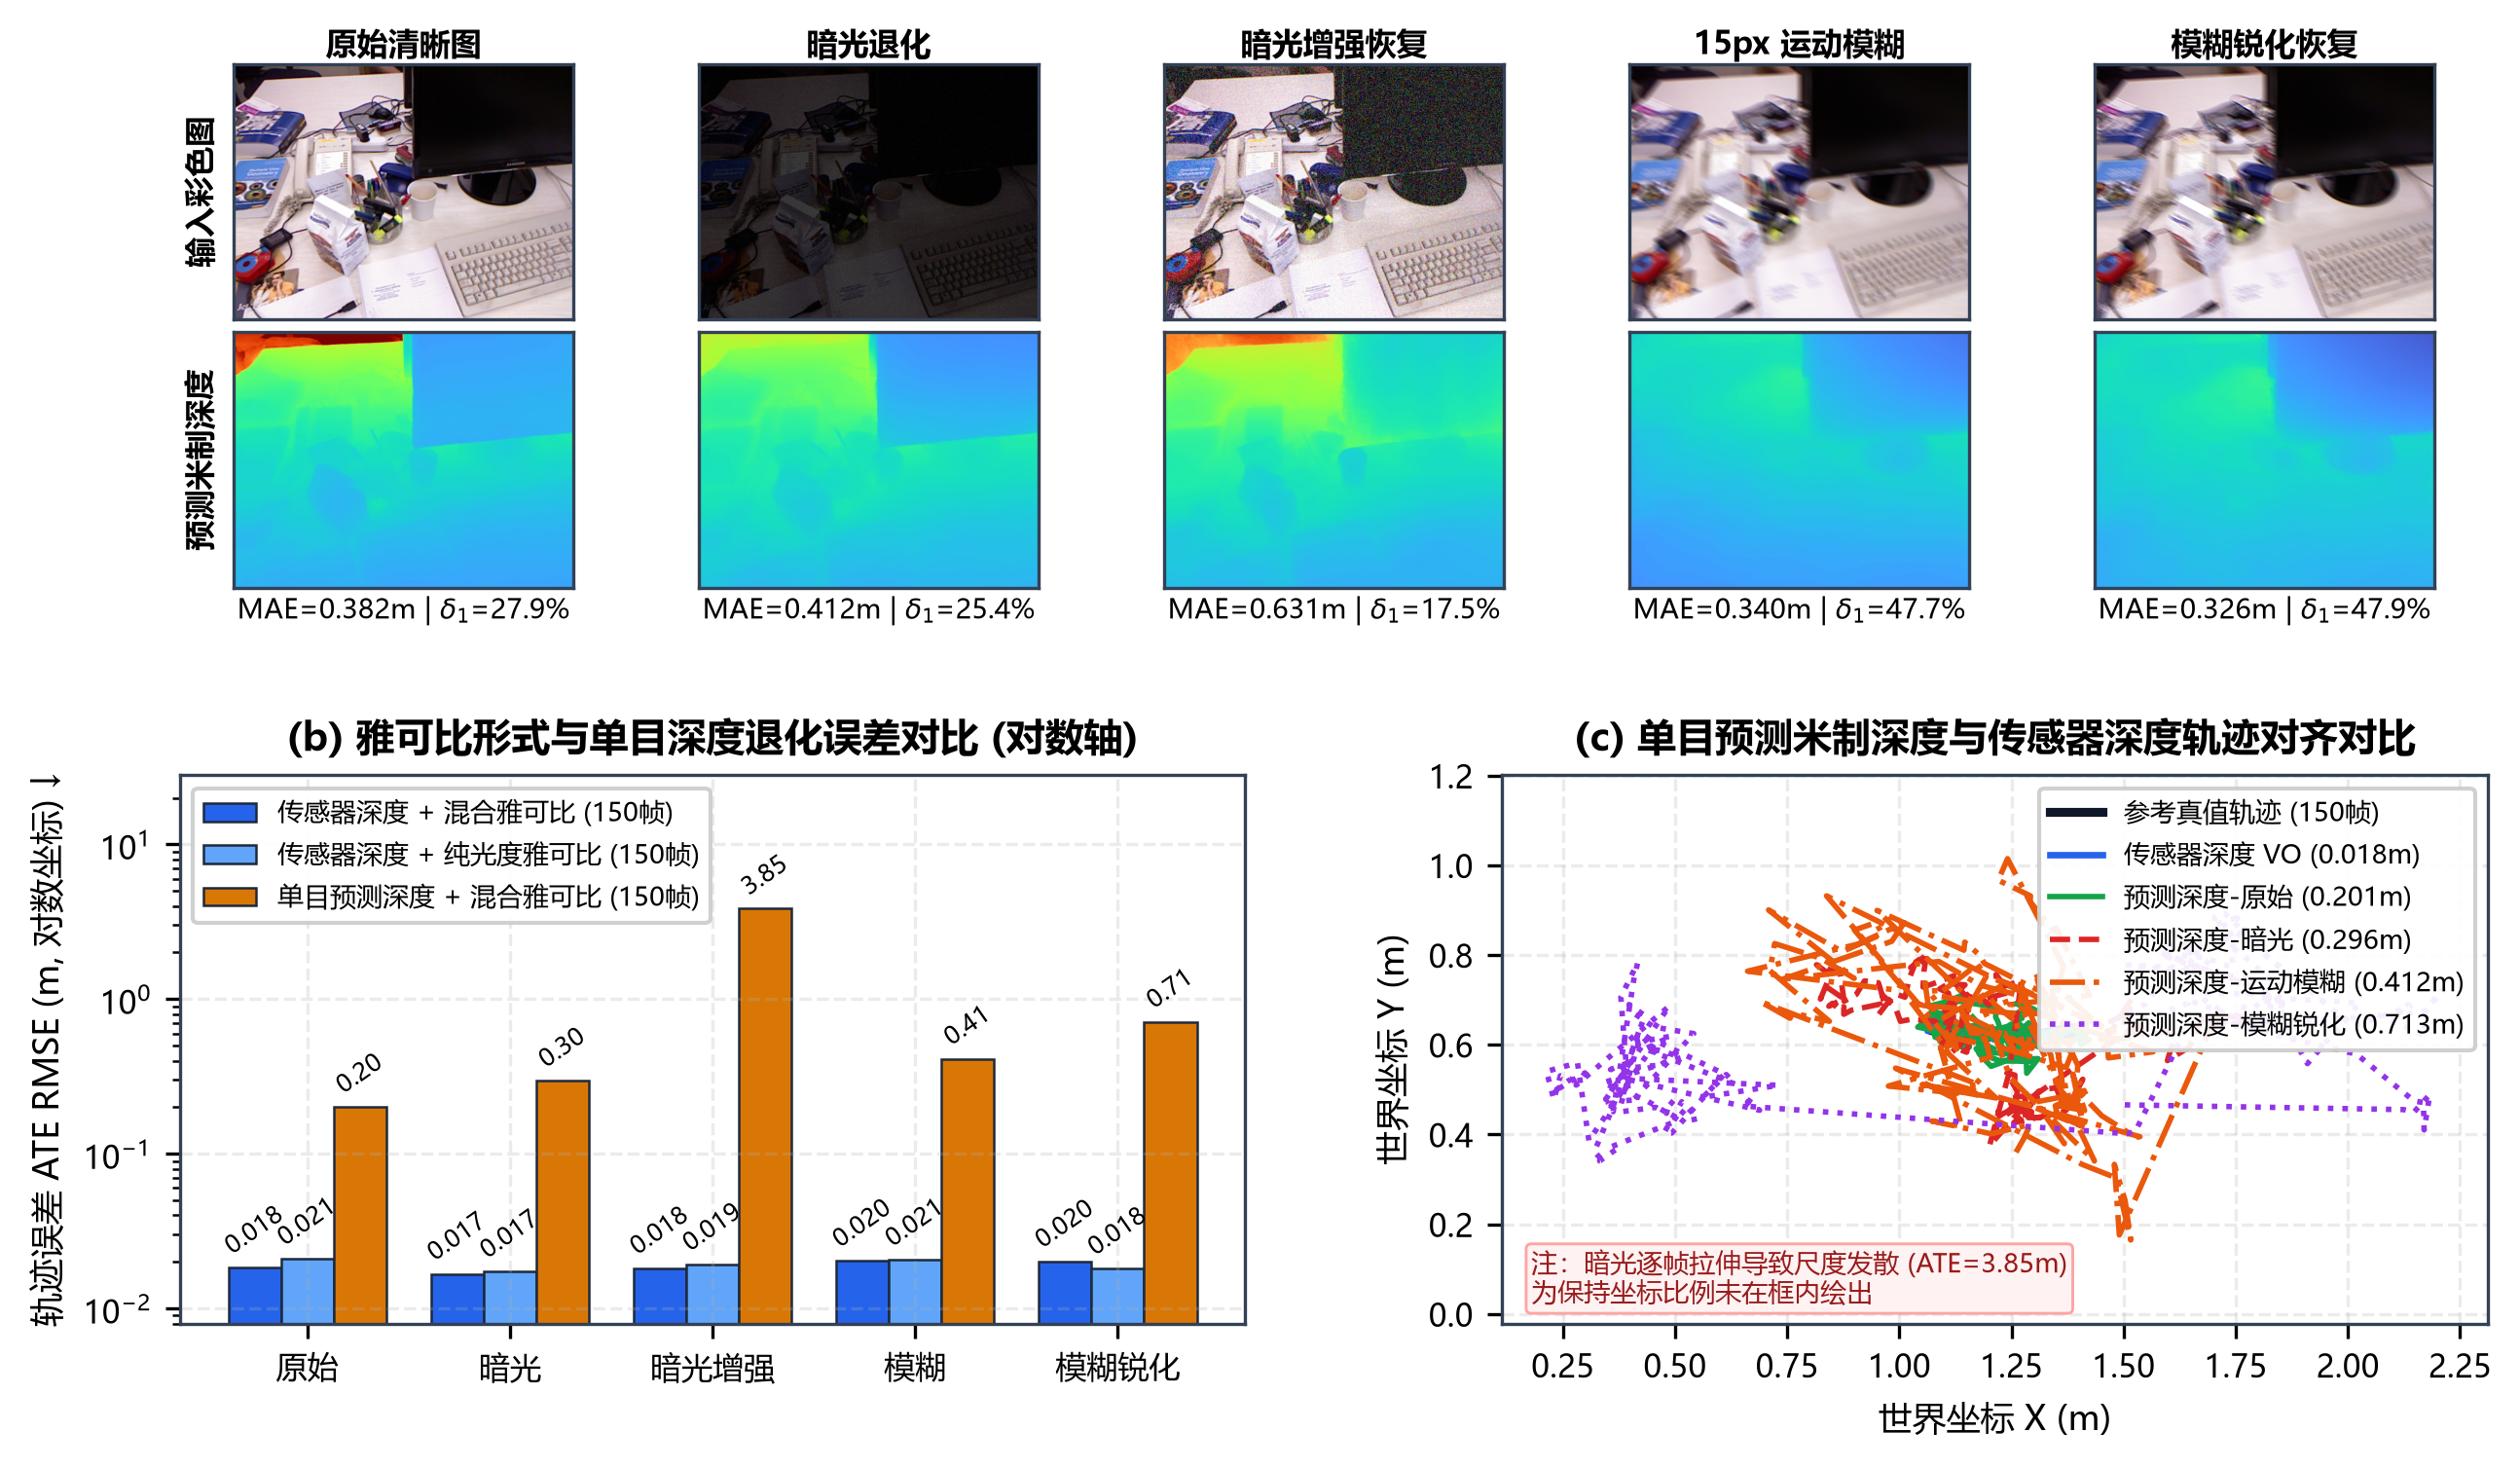 原始清晰图
暗光退化
暗光增强恢复
15px 运动模糊
模糊锐化恢复
输入彩色图
预测米制深度
MAE=0.382m | δ₁=27.9%
MAE=0.412m | δ₁=25.4%
MAE=0.631m | δ₁=17.5%
MAE=0.340m | δ₁=47.7%
MAE=0.326m | δ₁=47.9%
(b) 雅可比形式与单目深度退化误差对比 (对数轴)
轨迹误差 ATE RMSE (m, 对数坐标) ↓
10¹
10⁰
10⁻¹
10⁻²
传感器深度 + 混合雅可比 (150帧)
传感器深度 + 纯光度雅可比 (150帧)
单目预测深度 + 混合雅可比 (150帧)
0.018
0.021
0.20
0.017
0.017
0.30
0.018
0.019
3.85
0.020
0.021
0.41
0.020
0.018
0.71
原始
暗光
暗光增强
模糊
模糊锐化
(c) 单目预测米制深度与传感器深度轨迹对齐对比
世界坐标 Y (m)
1.2
1.0
0.8
0.6
0.4
0.2
0.0
参考真值轨迹 (150帧)
传感器深度 VO (0.018m)
预测深度-原始 (0.201m)
预测深度-暗光 (0.296m)
预测深度-运动模糊 (0.412m)
预测深度-模糊锐化 (0.713m)
注：暗光逐帧拉伸导致尺度发散 (ATE=3.85m)
为保持坐标比例未在框内绘出
0.25
0.50
0.75
1.00
1.25
1.50
1.75
2.00
2.25
世界坐标 X (m)